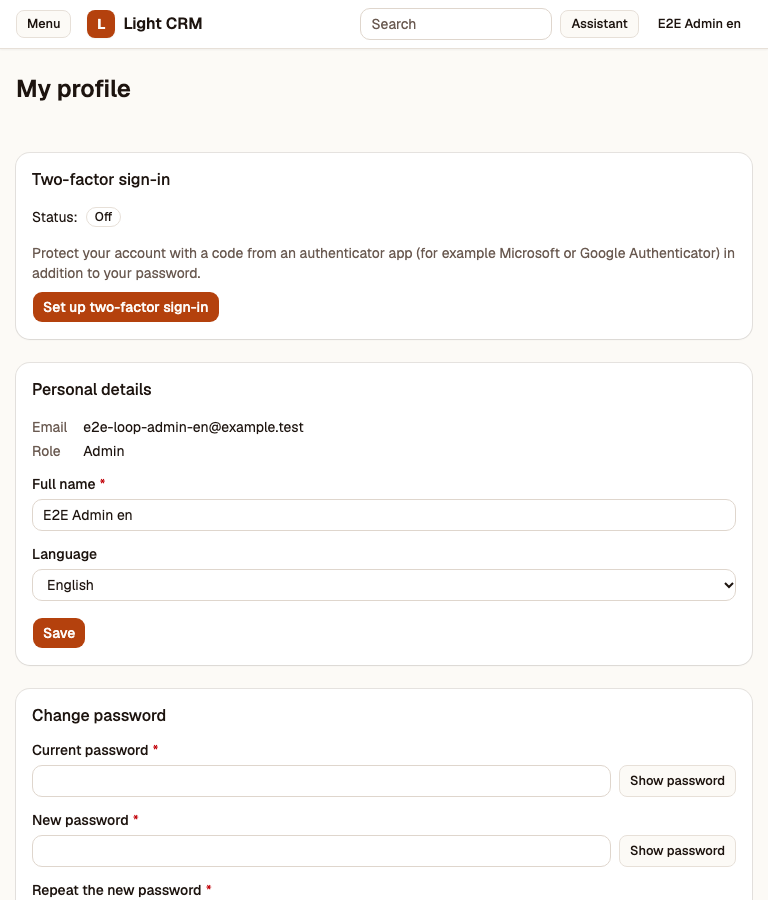 Menu
L
Light CRM
Search
Assistant
E2E Admin en
My profile
Two-factor sign-in
Status: Off
Protect your account with a code from an authenticator app (for example Microsoft or Google Authenticator) in
addition to your password.
Set up two-factor sign-in
Personal details
Email e2e-loop-admin-en@example.test
Role Admin
Full name *
E2E Admin en
Language
English
Save
Change password
Current password *
Show password
New password *
Show password
Repeat the new password *